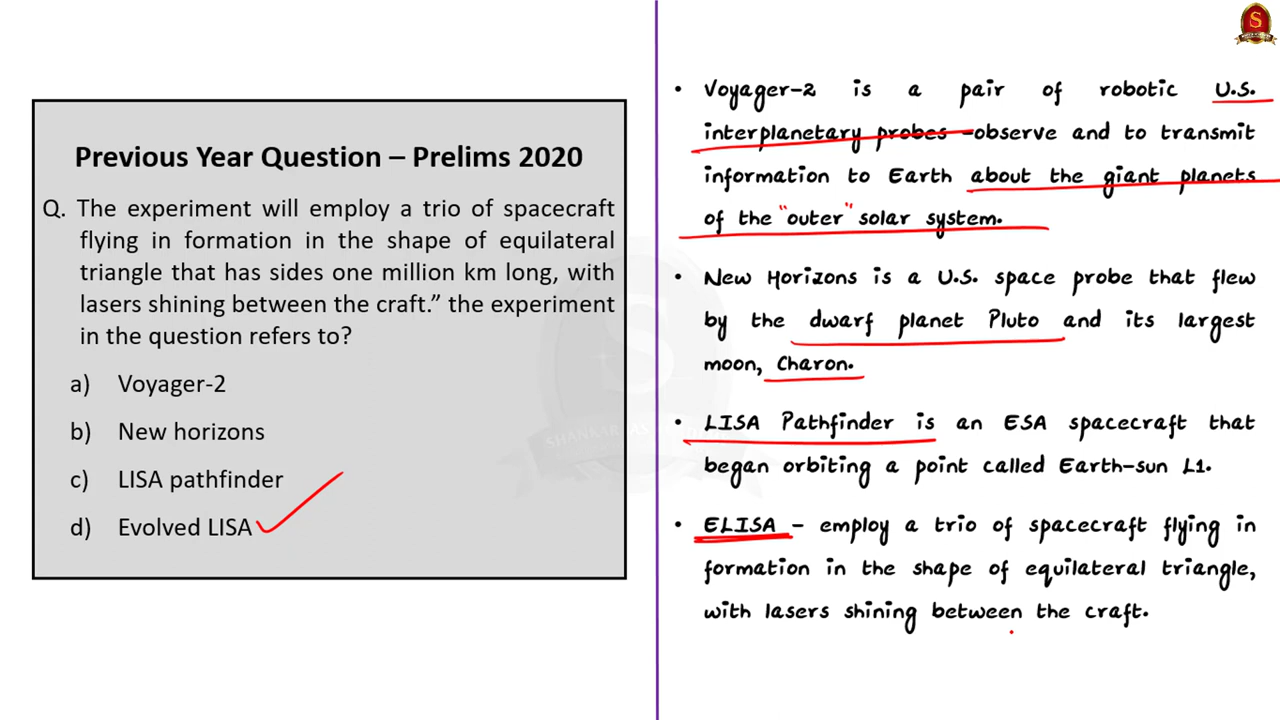 Previous Year Question – Prelims 2020
Q. The experiment will employ a trio of spacecraft
flying in formation in the shape of equilateral
triangle that has sides one million km long, with
lasers shining between the craft.” the experiment
in the question refers to?
a) Voyager-2
b) New horizons
c) LISA pathfinder
d) Evolved LISA
• Voyager-2 is a pair of robotic U.S.
interplanetary probes –observe and to transmit
information to Earth about the giant planets
of the "outer" solar system.
• New Horizons is a U.S. space probe that flew
by the dwarf planet Pluto and its largest
moon, Charon.
• LISA Pathfinder is an ESA spacecraft that
began orbiting a point called Earth-sun L1.
• ELISA – employ a trio of spacecraft flying in
formation in the shape of equilateral triangle,
with lasers shining between the craft.
S